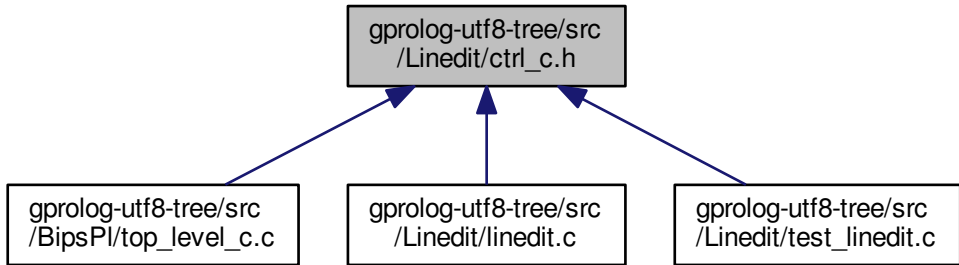 gprolog-utf8-tree/src
/Linedit/ctrl_c.h
gprolog-utf8-tree/src
/BipsPl/top_level_c.c
gprolog-utf8-tree/src
/Linedit/linedit.c
gprolog-utf8-tree/src
/Linedit/test_linedit.c